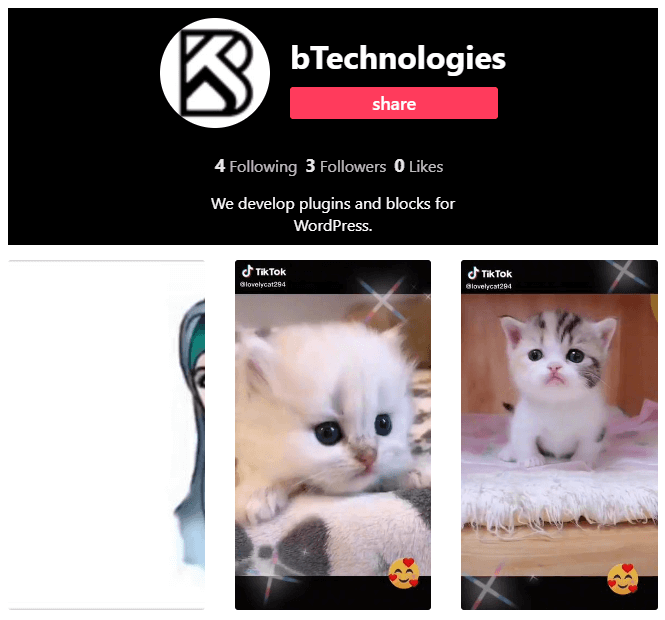 bTechnologies
share
4 Following 3 Followers 0 Likes
We develop plugins and blocks for
WordPress.
TikTok
@lovelycat294
TikTok
@lovelycat294